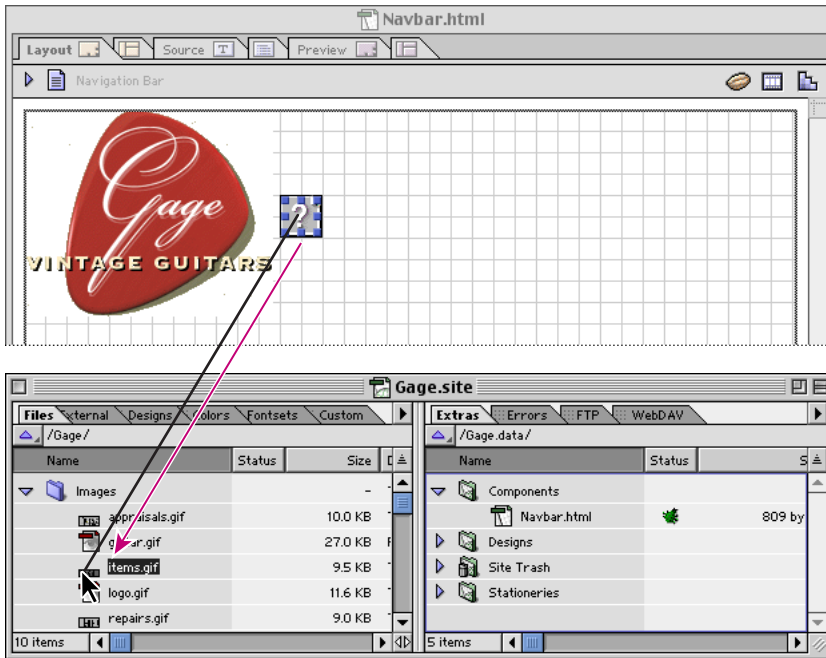 Navbar.html
Layout Source T Preview
Navigation Bar
?
Gage
VINTAGE GUITARS
Gage.site
Files External Designs Colors Fontsets Custom
/Gage/
Name Status Size
Images -
appraisals.gif 10.0 KB
guitar.gif 27.0 KB
items.gif 9.5 KB
logo.gif 11.6 KB
repairs.gif 9.0 KB
10 items
Extras Errors FTP WebDAV
/Gage.data/
Name Status S
Components
Navbar.html 809 by
Designs
Site Trash
Stationeries
5 items